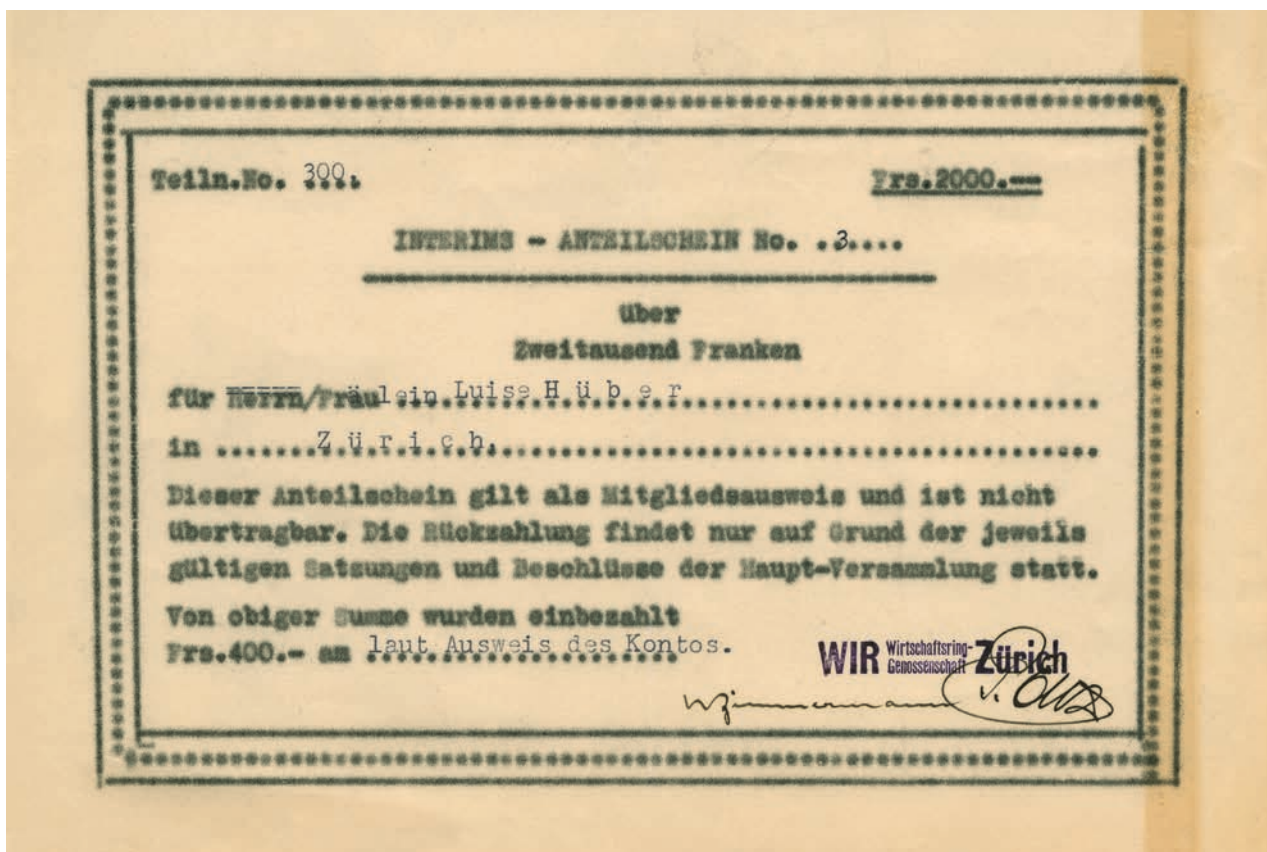 Teiln.No. 300. Frs.2000.--
INTERIMS - ANTEILSCHEIN No. ..3....
über
Zweitausend Franken
für Herrn/Fräulein Luise H ü b e r
in Z ü r i c h.
Dieser Anteilschein gilt als Mitgliedsausweis und ist nicht
übertragbar. Die Rückzahlung findet nur auf Grund der jeweils
gültigen Satzungen und Beschlüsse der Haupt-Versammlung statt.
Von obiger Summe wurden einbezahlt
Frs.400.- am laut Ausweis des Kontos.
WIR Wirtschaftsring-Genossenschaft Zürich
WZimmermann